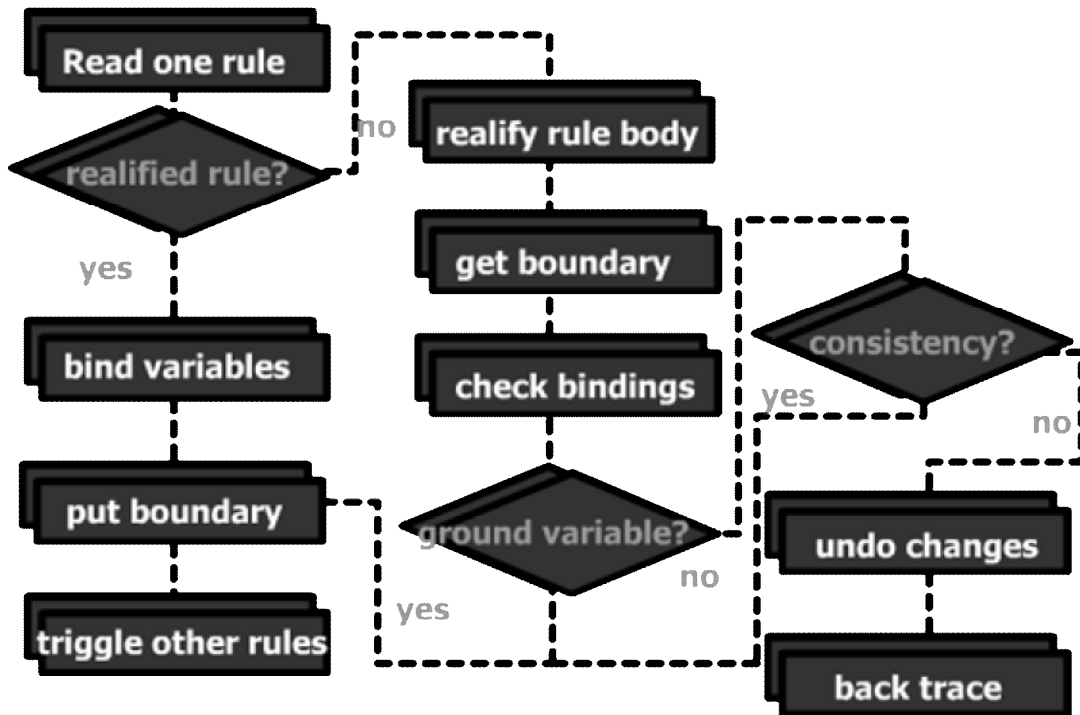 Read one rule
realified rule?
yes
bind variables
put boundary
triggle other rules
no
realify rule body
get boundary
check bindings
ground variable?
yes
no
consistency?
yes
no
undo changes
back trace